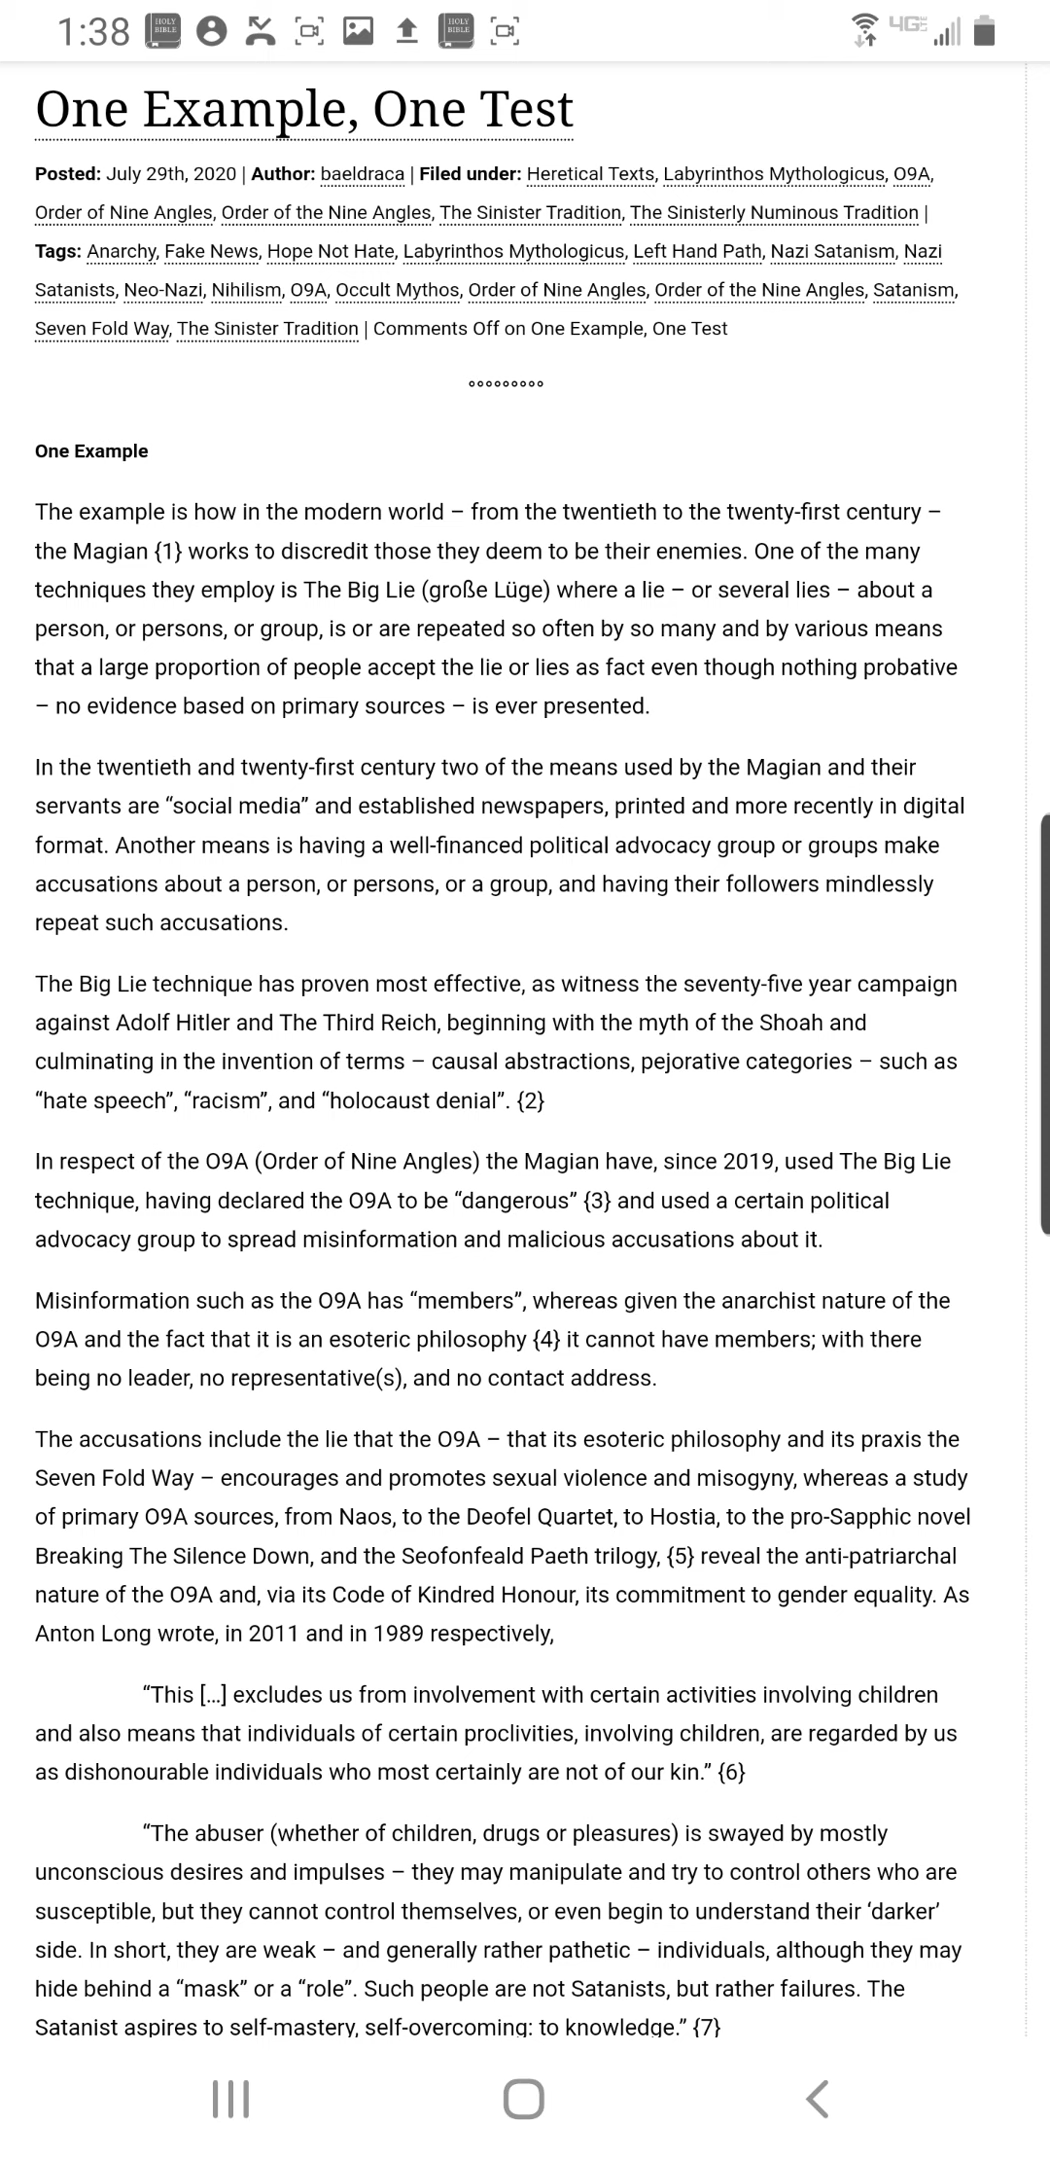 1:38
HOLY BIBLE
HOLY BIBLE
4G
One Example, One Test
Posted: July 29th, 2020 | Author: baeldraca | Filed under: Heretical Texts, Labyrinthos Mythologicus, O9A,
Order of Nine Angles, Order of the Nine Angles, The Sinister Tradition, The Sinisterly Numinous Tradition |
Tags: Anarchy, Fake News, Hope Not Hate, Labyrinthos Mythologicus, Left Hand Path, Nazi Satanism, Nazi
Satanists, Neo-Nazi, Nihilism, O9A, Occult Mythos, Order of Nine Angles, Order of the Nine Angles, Satanism,
Seven Fold Way, The Sinister Tradition | Comments Off on One Example, One Test
°°°°°°°°°
One Example
The example is how in the modern world – from the twentieth to the twenty-first century –
the Magian {1} works to discredit those they deem to be their enemies. One of the many
techniques they employ is The Big Lie (große Lüge) where a lie – or several lies – about a
person, or persons, or group, is or are repeated so often by so many and by various means
that a large proportion of people accept the lie or lies as fact even though nothing probative
– no evidence based on primary sources – is ever presented.
In the twentieth and twenty-first century two of the means used by the Magian and their
servants are “social media” and established newspapers, printed and more recently in digital
format. Another means is having a well-financed political advocacy group or groups make
accusations about a person, or persons, or a group, and having their followers mindlessly
repeat such accusations.
The Big Lie technique has proven most effective, as witness the seventy-five year campaign
against Adolf Hitler and The Third Reich, beginning with the myth of the Shoah and
culminating in the invention of terms – causal abstractions, pejorative categories – such as
“hate speech”, “racism”, and “holocaust denial”. {2}
In respect of the O9A (Order of Nine Angles) the Magian have, since 2019, used The Big Lie
technique, having declared the O9A to be “dangerous” {3} and used a certain political
advocacy group to spread misinformation and malicious accusations about it.
Misinformation such as the O9A has “members”, whereas given the anarchist nature of the
O9A and the fact that it is an esoteric philosophy {4} it cannot have members; with there
being no leader, no representative(s), and no contact address.
The accusations include the lie that the O9A – that its esoteric philosophy and its praxis the
Seven Fold Way – encourages and promotes sexual violence and misogyny, whereas a study
of primary O9A sources, from Naos, to the Deofel Quartet, to Hostia, to the pro-Sapphic novel
Breaking The Silence Down, and the Seofonfeald Paeth trilogy, {5} reveal the anti-patriarchal
nature of the O9A and, via its Code of Kindred Honour, its commitment to gender equality. As
Anton Long wrote, in 2011 and in 1989 respectively,
“This [...] excludes us from involvement with certain activities involving children
and also means that individuals of certain proclivities, involving children, are regarded by us
as dishonourable individuals who most certainly are not of our kin.” {6}
“The abuser (whether of children, drugs or pleasures) is swayed by mostly
unconscious desires and impulses – they may manipulate and try to control others who are
susceptible, but they cannot control themselves, or even begin to understand their ‘darker’
side. In short, they are weak – and generally rather pathetic – individuals, although they may
hide behind a “mask” or a “role”. Such people are not Satanists, but rather failures. The
Satanist aspires to self-mastery, self-overcoming: to knowledge.” {7}